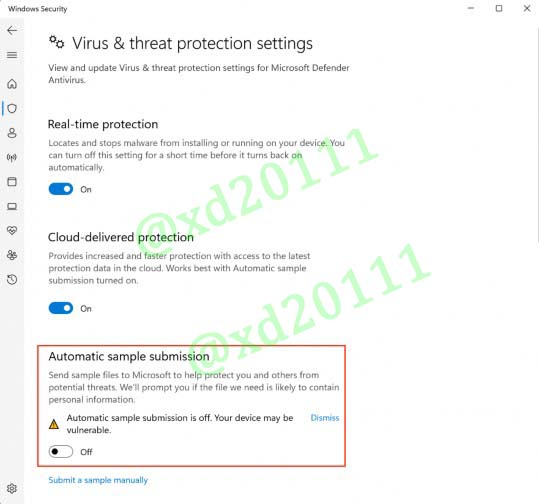 Windows Security
Virus & threat protection settings
View and update Virus & threat protection settings for Microsoft Defender
Antivirus.
Real-time protection
Locates and stops malware from installing or running on your device. You
can turn off this setting for a short time before it turns back on
automatically.
On
@xd20111
Cloud-delivered protection
Provides increased and faster protection with access to the latest
protection data in the cloud. Works best with Automatic sample
submission turned on.
On
@xd20111
Automatic sample submission
Send sample files to Microsoft to help protect you and others from
potential threats. We'll prompt you if the file we need is likely to contain
personal information.
Automatic sample submission is off. Your device may be Dismiss
vulnerable.
Off
Submit a sample manually